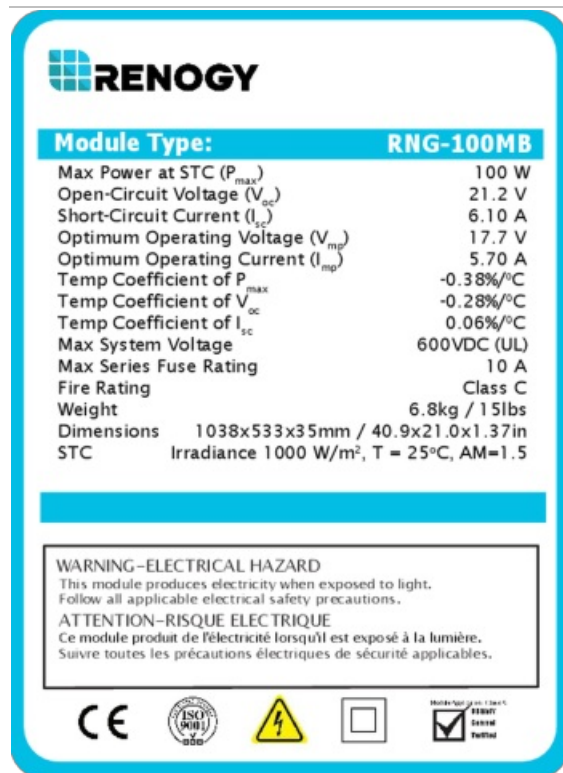 RENOGY
Module Type: RNG-100MB
Max Power at STC (Pmax) 100 W
Open-Circuit Voltage (Voc) 21.2 V
Short-Circuit Current (Isc) 6.10 A
Optimum Operating Voltage (Vmp) 17.7 V
Optimum Operating Current (Imp) 5.70 A
Temp Coefficient of Pmax -0.38%/°C
Temp Coefficient of Voc -0.28%/°C
Temp Coefficient of Isc 0.06%/°C
Max System Voltage 600VDC (UL)
Max Series Fuse Rating 10 A
Fire Rating Class C
Weight 6.8kg / 15lbs
Dimensions 1038x533x35mm / 40.9x21.0x1.37in
STC Irradiance 1000 W/m², T = 25°C, AM=1.5
WARNING-ELECTRICAL HAZARD
This module produces electricity when exposed to light.
Follow all applicable electrical safety precautions.
ATTENTION-RISQUE ELECTRIQUE
Ce module produit de l'électricité lorsqu'il est exposé à la lumière.
Suivre toutes les précautions électriques de sécurité applicables.
CE
ISO
9001